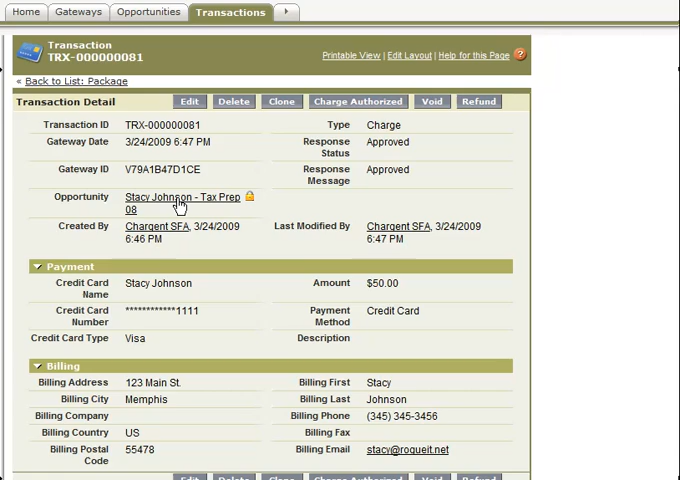 Home Gateways Opportunities Transactions
Transaction
TRX-000000081
Printable View | Edit Layout | Help for this Page ?
« Back to List: Package
Transaction Detail Edit Delete Clone Charge Authorized Void Refund
Transaction ID TRX-000000081 Type Charge
Gateway Date 3/24/2009 6:47 PM Response Status Approved
Gateway ID V79A1B47D1CE Response Message Approved
Opportunity Stacy Johnson - Tax Prep 08
Created By Chargent SFA, 3/24/2009 6:46 PM Last Modified By Chargent SFA, 3/24/2009 6:47 PM
Payment
Credit Card Name Stacy Johnson Amount $50.00
Credit Card Number ************1111 Payment Method Credit Card
Credit Card Type Visa Description
Billing
Billing Address 123 Main St. Billing First Stacy
Billing City Memphis Billing Last Johnson
Billing Company Billing Phone (345) 345-3456
Billing Country US Billing Fax
Billing Postal Code 55478 Billing Email stacy@roqueit.net
Edit Delete Clone Charge Authorized Void Refund